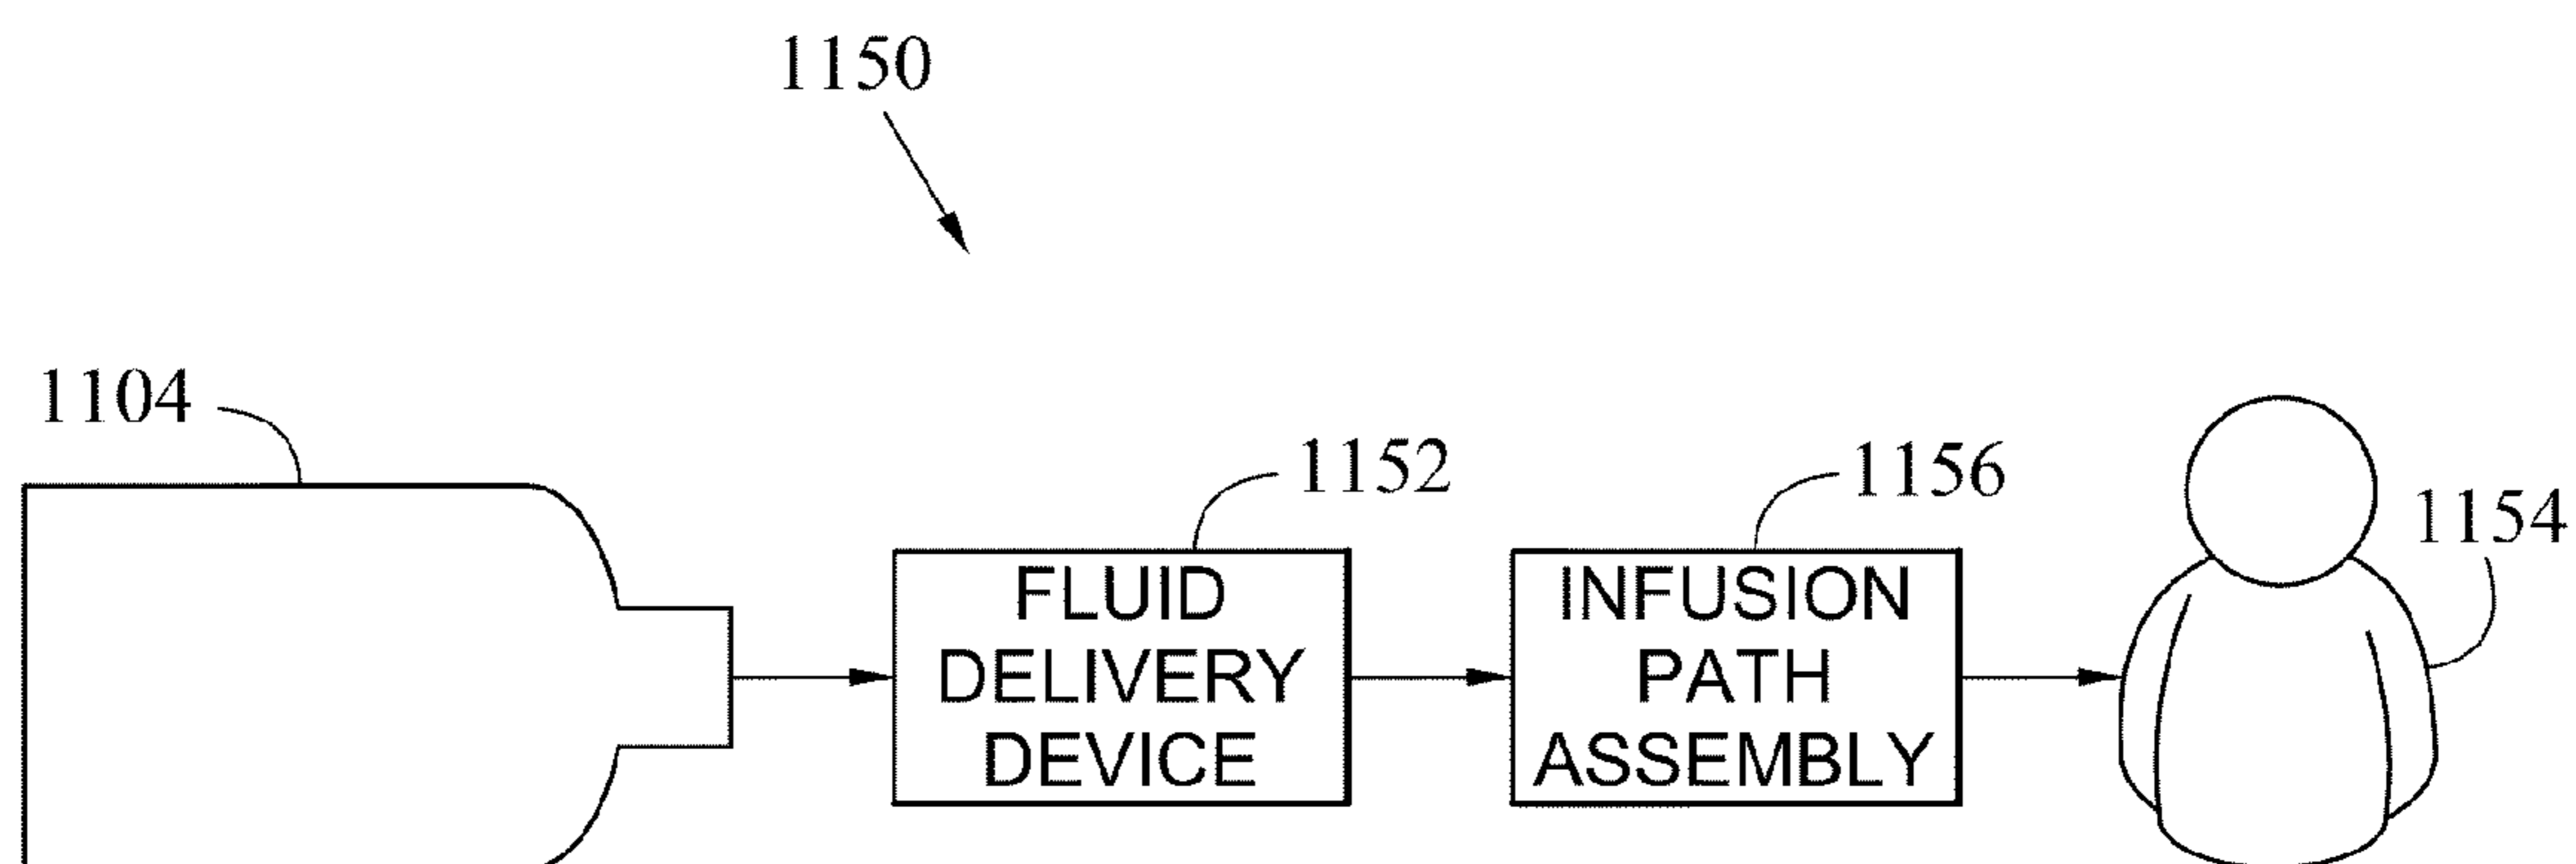 1150
1104
1152
1156
1154
FLUID
DELIVERY
DEVICE
INFUSION
PATH
ASSEMBLY